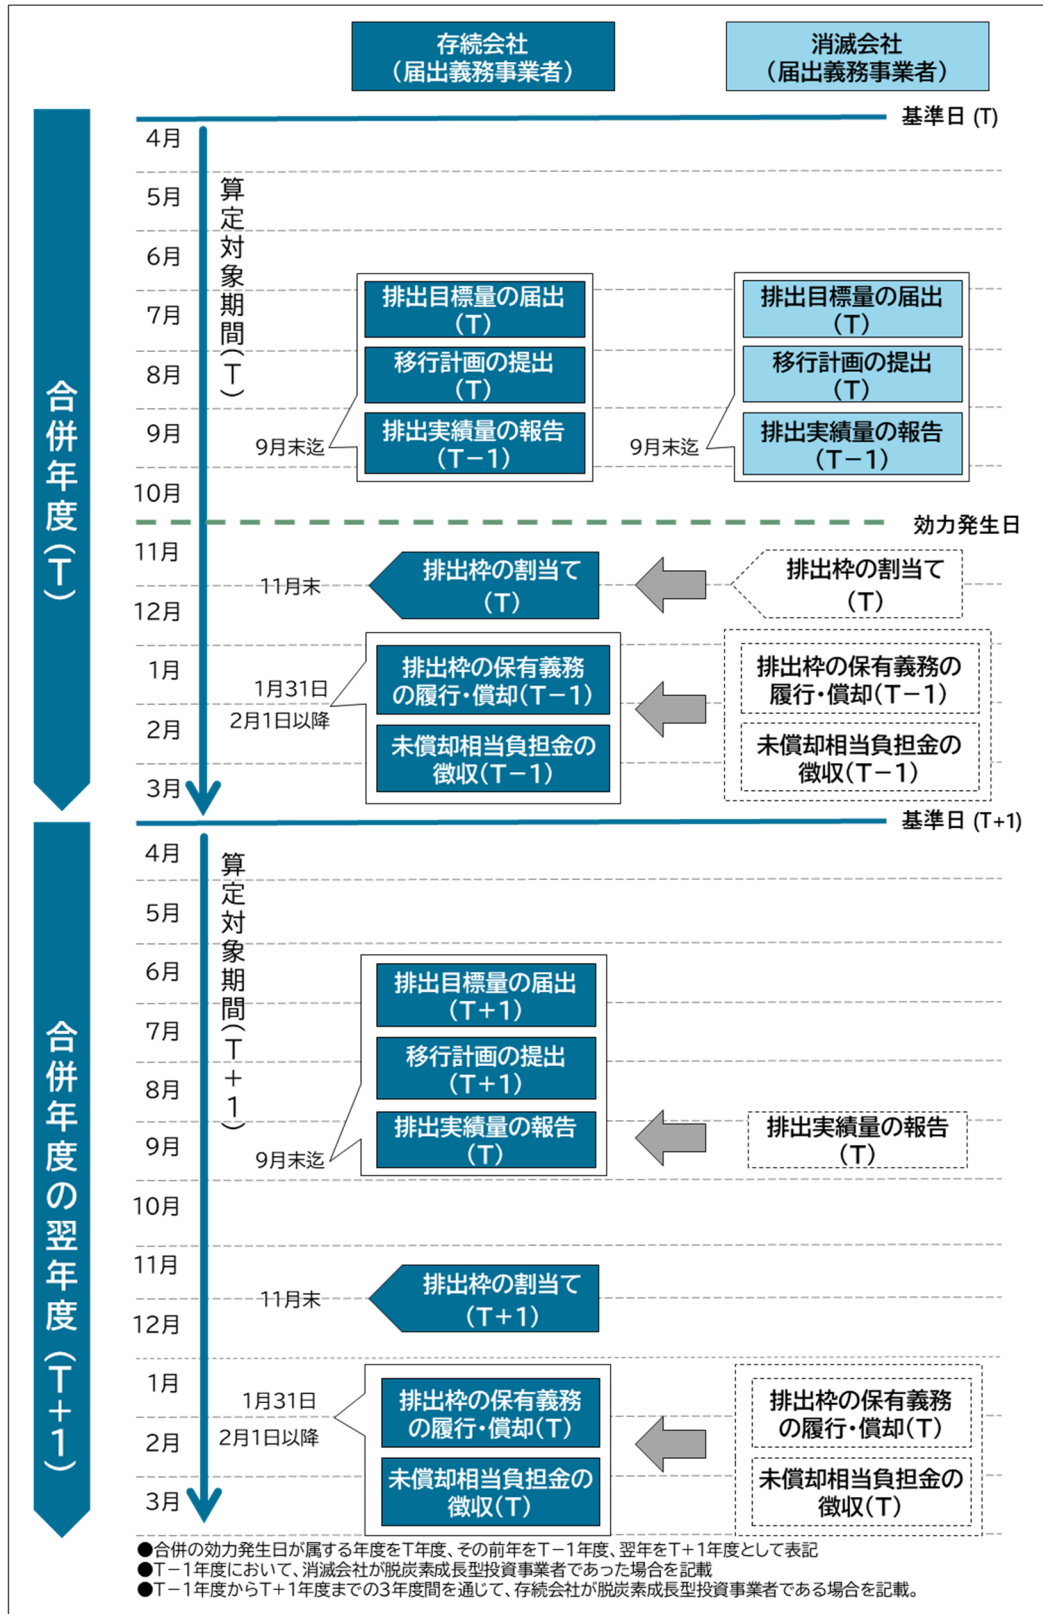 存続会社
（届出義務事業者）
消滅会社
（届出義務事業者）
基準日 (T)
合併年度(T)
算定対象期間(T)
4月
5月
6月
7月
8月
9月
10月
11月
12月
1月
2月
3月
排出目標量の届出
(T)
移行計画の提出
(T)
排出実績量の報告
(T−1)
9月末迄
排出目標量の届出
(T)
移行計画の提出
(T)
排出実績量の報告
(T−1)
9月末迄
効力発生日
11月末
排出枠の割当て
(T)
排出枠の割当て
(T)
1月31日
2月1日以降
排出枠の保有義務
の履行・償却(T−1)
未償却相当負担金の
徴収(T−1)
排出枠の保有義務の
履行・償却(T−1)
未償却相当負担金の
徴収(T−1)
基準日 (T+1)
合併年度の翌年度(T+1)
算定対象期間(T+1)
4月
5月
6月
7月
8月
9月
10月
11月
12月
1月
2月
3月
排出目標量の届出
(T+1)
移行計画の提出
(T+1)
排出実績量の報告
(T)
9月末迄
排出実績量の報告
(T)
11月末
排出枠の割当て
(T+1)
1月31日
2月1日以降
排出枠の保有義務
の履行・償却(T)
未償却相当負担金の
徴収(T)
排出枠の保有義務
の履行・償却(T)
未償却相当負担金の
徴収(T)
●合併の効力発生日が属する年度をT年度、その前年をT−1年度、翌年をT+1年度として表記
●T−1年度において、消滅会社が脱炭素成長型投資事業者であった場合を記載
●T−1年度からT+1年度までの3年度間を通じて、存続会社が脱炭素成長型投資事業者である場合を記載。